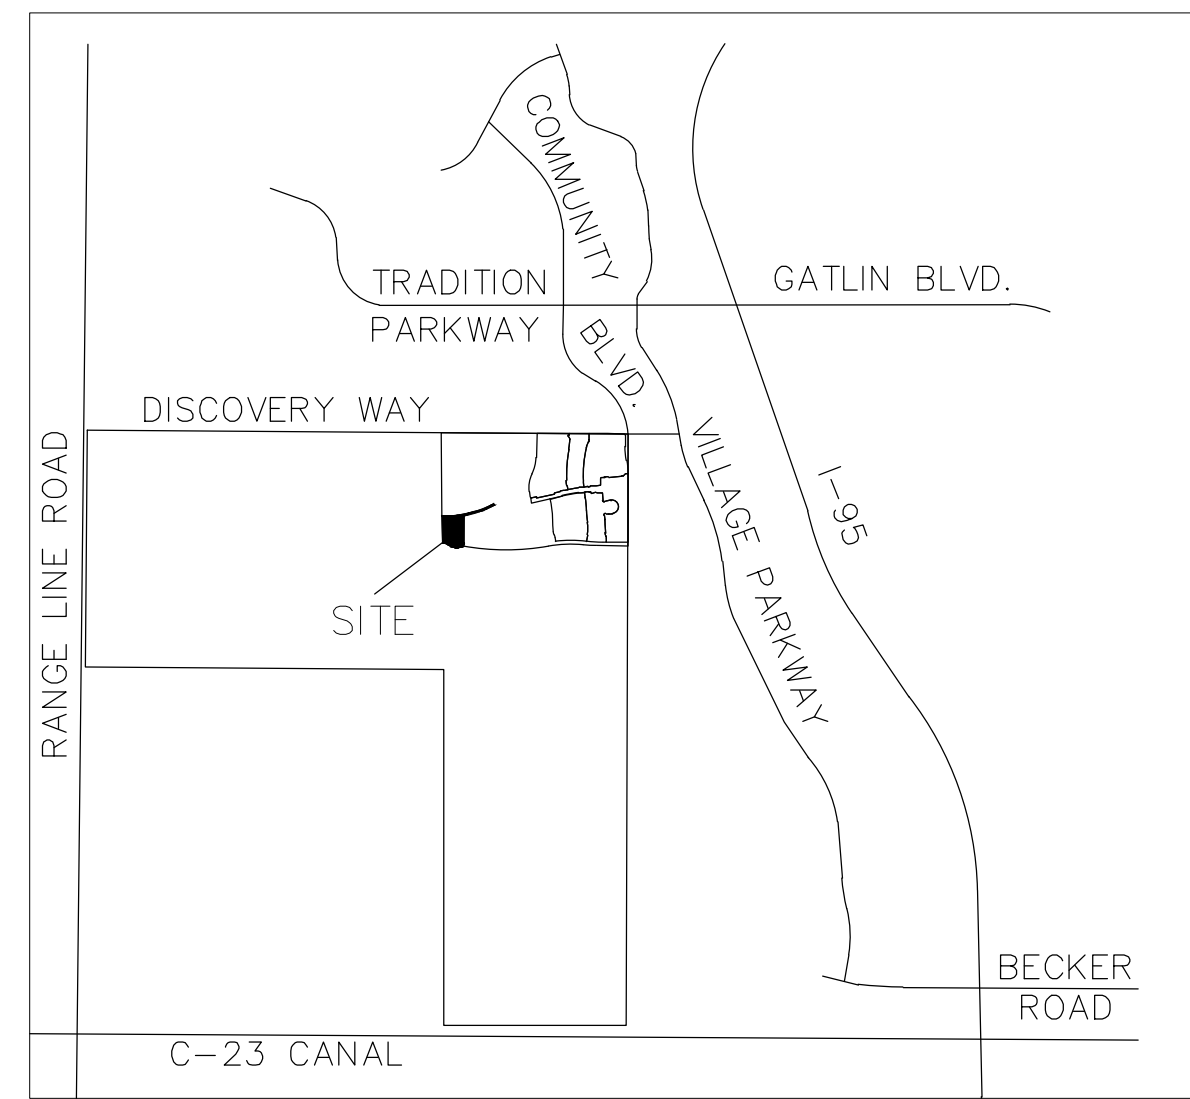 COMMUNITY
BLVD.
TRADITION
PARKWAY
GATLIN BLVD.
DISCOVERY WAY
VILLAGE PARKWAY
I-95
RANGE LINE ROAD
SITE
BECKER
ROAD
C-23 CANAL